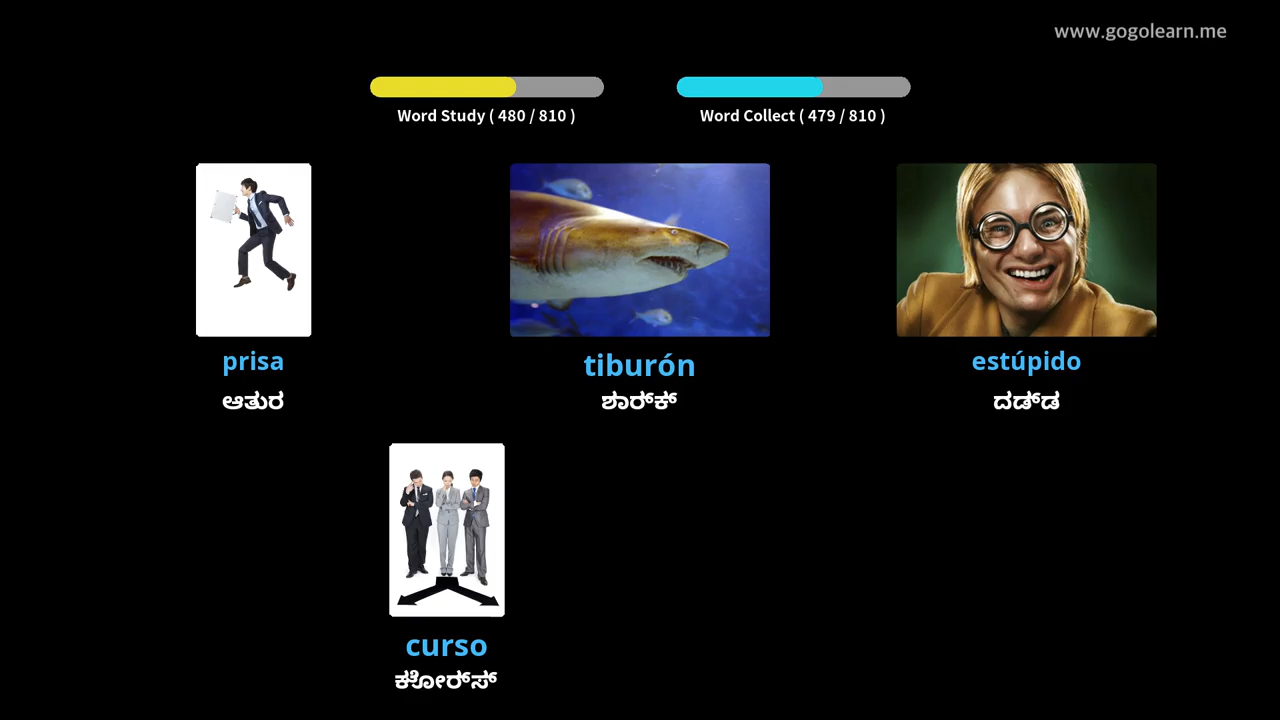 www.gogolearn.me
Word Study ( 480 / 810 )
Word Collect ( 479 / 810 )
prisa
ಆತುರ
tiburón
ಶಾರ್ಕ್
estúpido
ದಡ್ಡ
curso
ಕೋರ್ಸ್